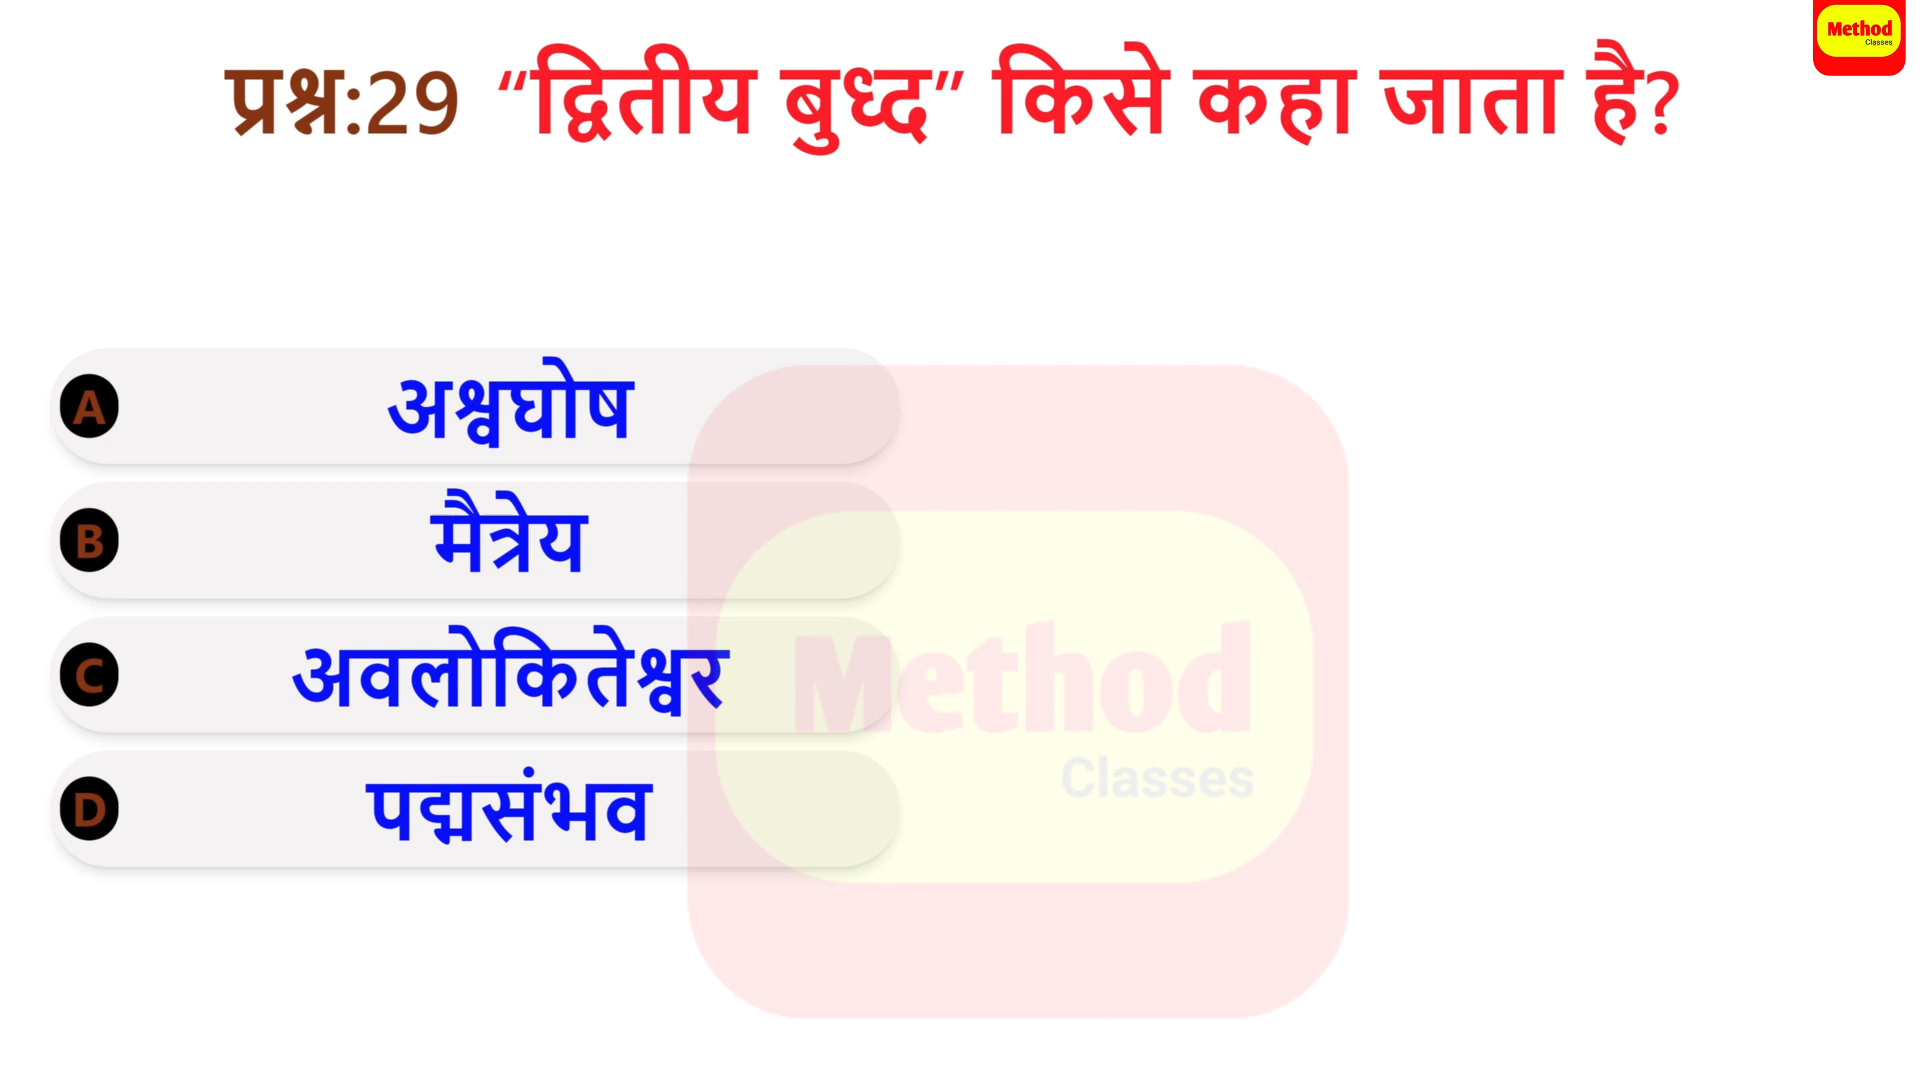 Method
Classes
प्रश्न:29 “द्वितीय बुध्द” किसे कहा जाता है?
A अश्वघोष
B मैत्रेय
C अवलोकितेश्वर
D पद्मसंभव
Method
Classes